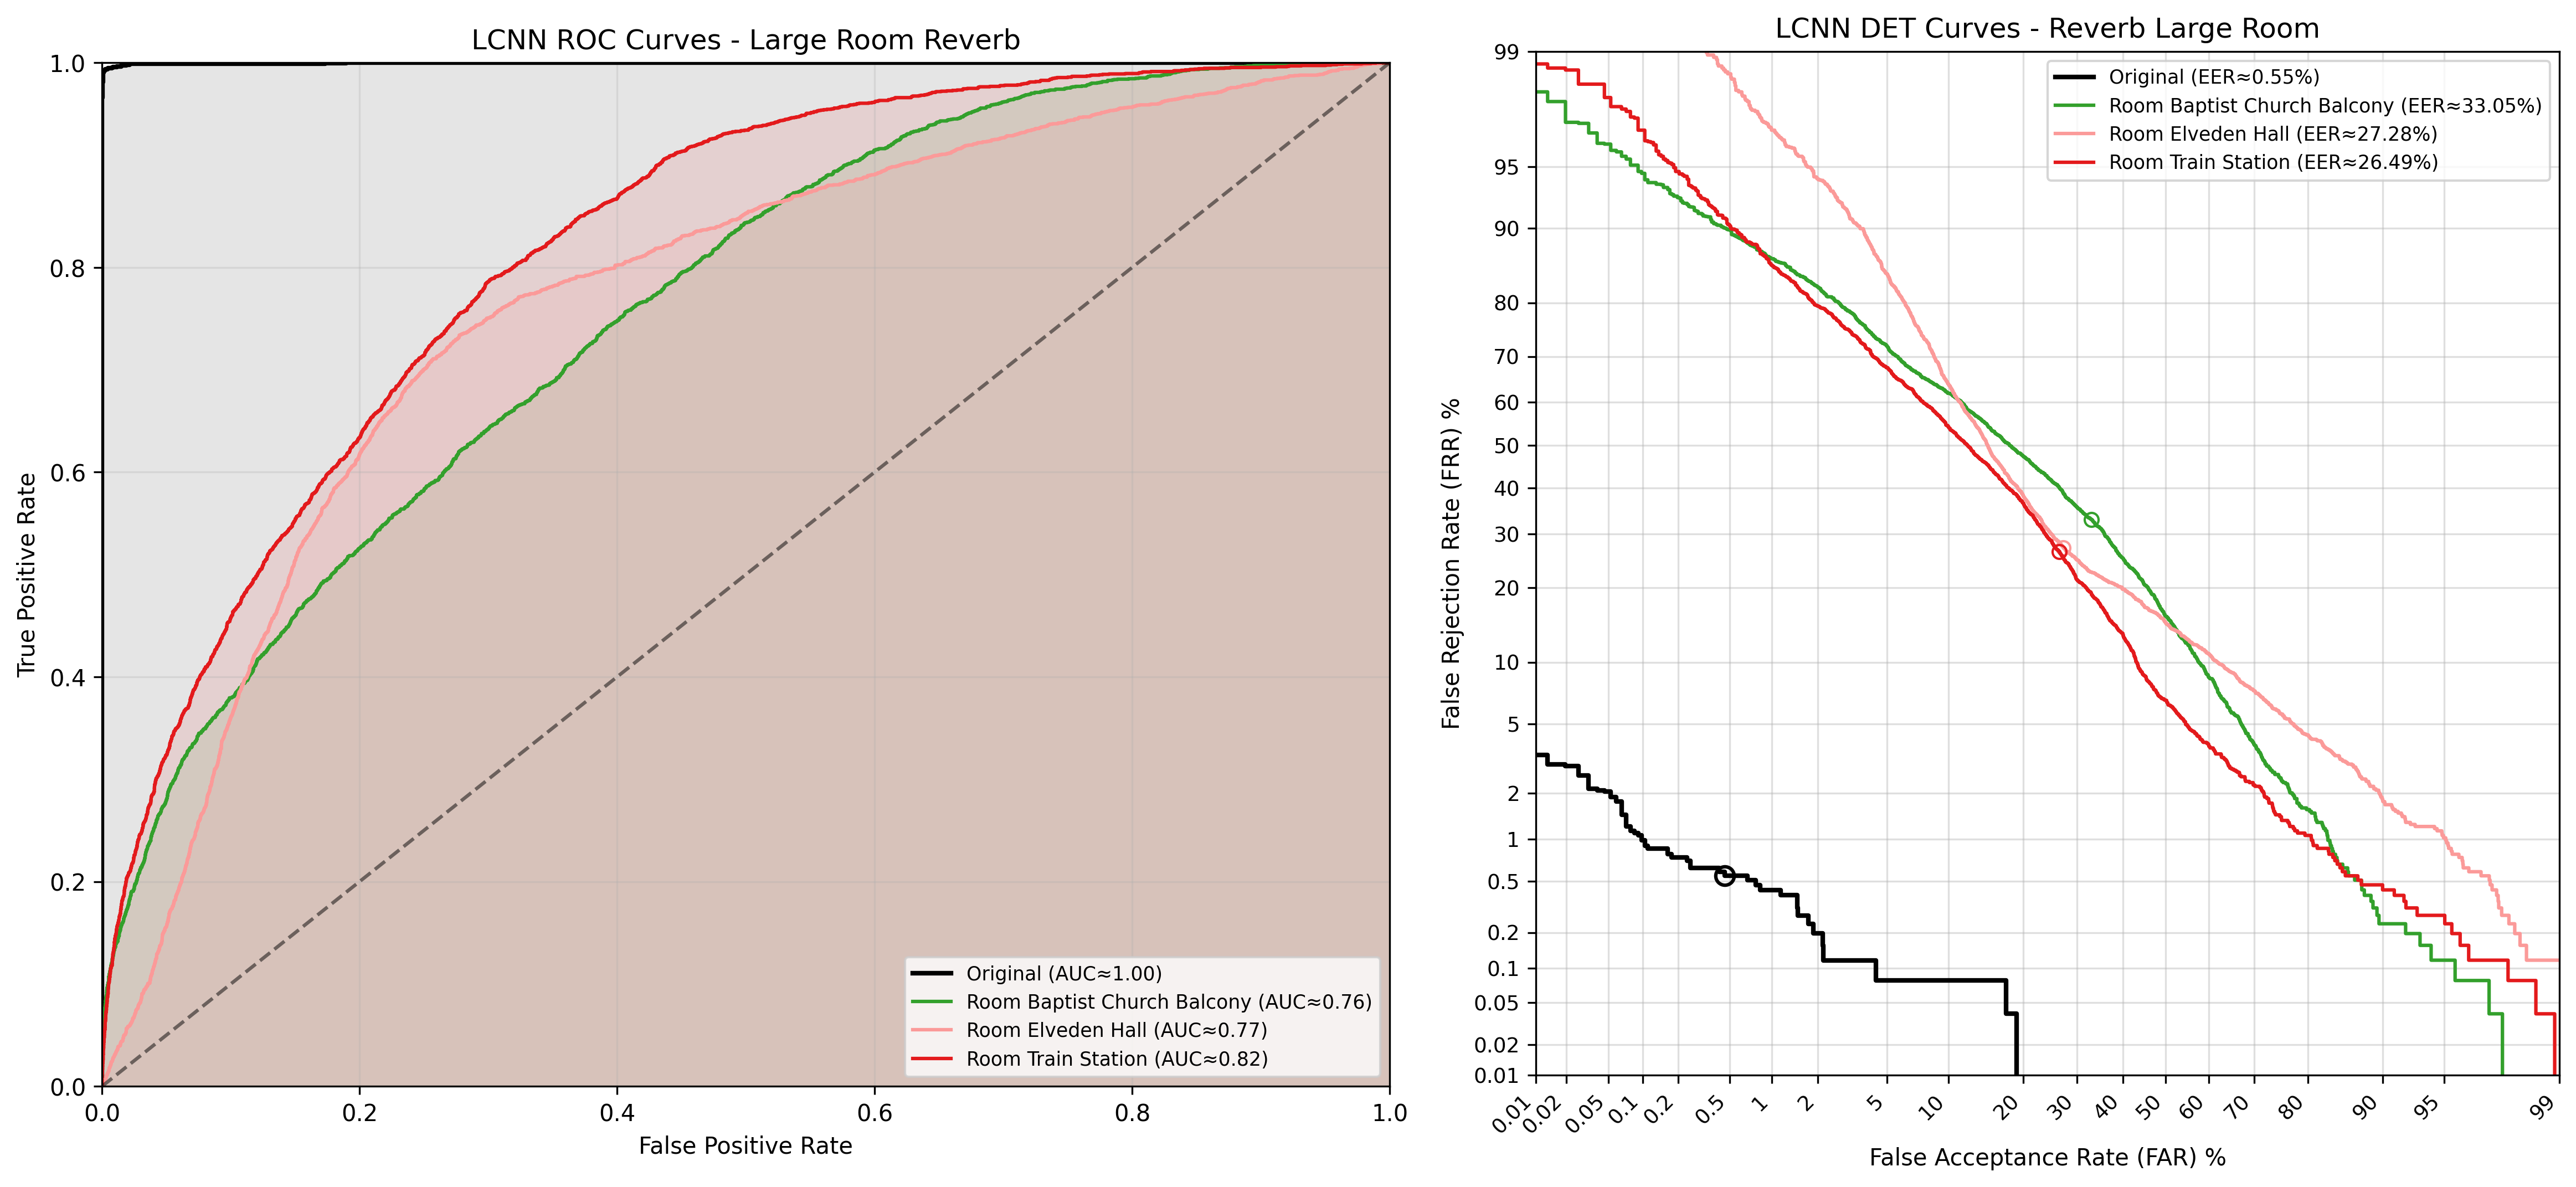 LCNN ROC Curves - Large Room Reverb
True Positive Rate
1.0
0.8
0.6
0.4
0.2
0.0
Original (AUC≈1.00)
Room Baptist Church Balcony (AUC≈0.76)
Room Elveden Hall (AUC≈0.77)
Room Train Station (AUC≈0.82)
0.0 0.2 0.4 0.6 0.8 1.0
False Positive Rate
LCNN DET Curves - Reverb Large Room
False Rejection Rate (FRR) %
99
95
90
80
70
60
50
40
30
20
10
5
2
1
0.5
0.2
0.1
0.05
0.02
0.01
Original (EER≈0.55%)
Room Baptist Church Balcony (EER≈33.05%)
Room Elveden Hall (EER≈27.28%)
Room Train Station (EER≈26.49%)
0.01 0.02 0.05 0.1 0.2 0.5 1 2 5 10 20 30 40 50 60 70 80 90 95 99
False Acceptance Rate (FAR) %